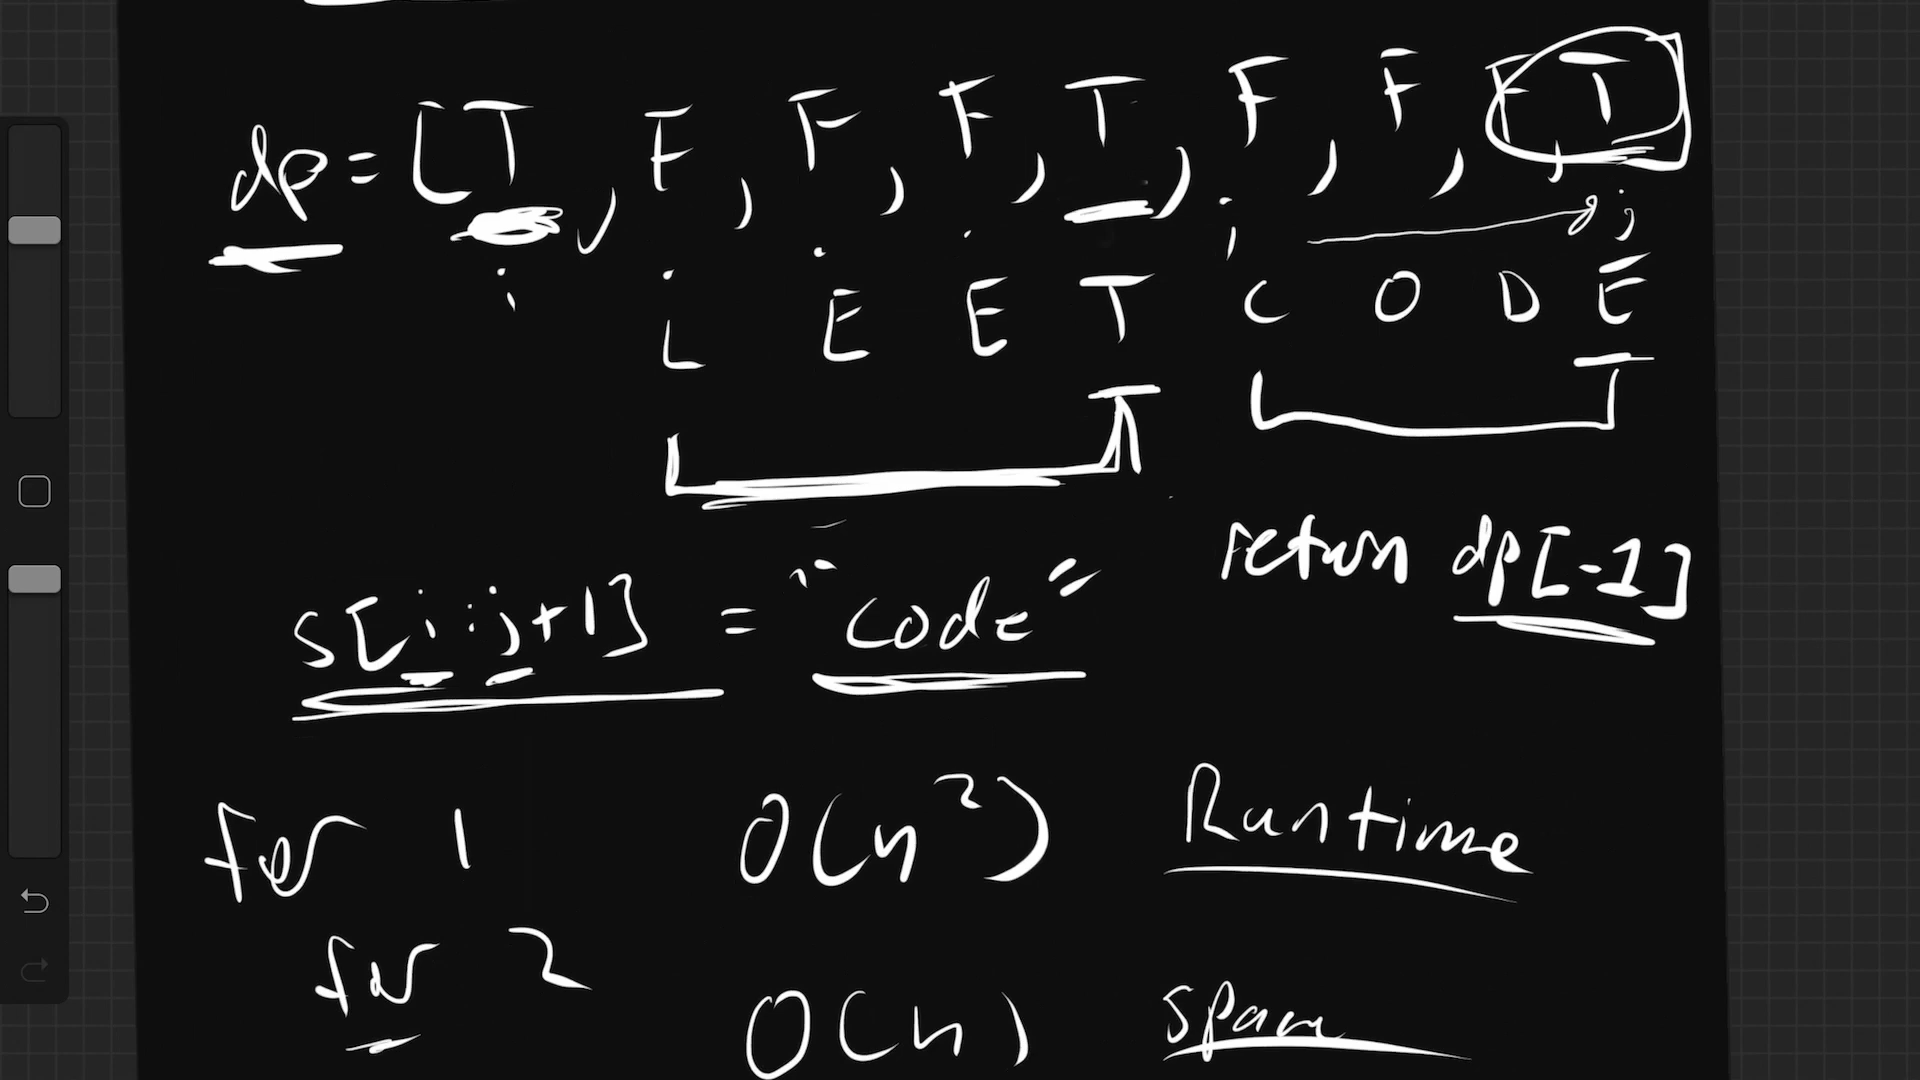 dp = [T, F, F, F, T, F, F, F, T]
i i j
L E E T C O D E
T T
s[i:j+1] = "code"
return dp[-1]
for 1 O(n²) Runtime
for 2
O(n) space